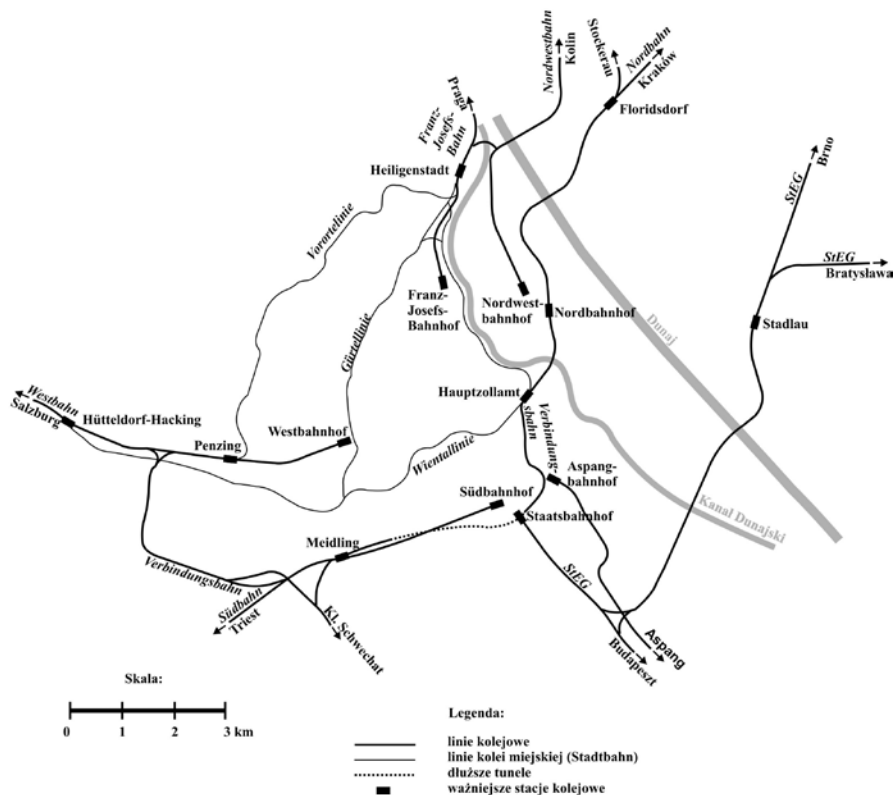 Nordwestbahn
Kolin
Stockerau
Nordbahn
Kraków
Floridsdorf
Praga
Franz-
Josefs-
Bahn
Heiligenstadt
StEG
Brno
StEG
Bratysława
Vorortelinie
Franz-
Josefs-
Bahnhof
Nordwest-
bahnhof
Nordbahnhof
Dunaj
Stadlau
Gürtellinie
Hauptzollamt
Westbahn
Salzburg
Hütteldorf-Hacking
Penzing
Westbahnhof
Wientallinie
Verbindung-
sbahn
Aspang-
bahnhof
Kanał Dunajski
Südbahnhof
Staatsbahnhof
Meidling
Verbindungsbahn
Südbahn
Triest
Kl. Schwechat
StEG
Budapeszt
Aspang
Skala:
0 1 2 3 km
Legenda:
linie kolejowe
linie kolei miejskiej (Stadtbahn)
dłuższe tunele
ważniejsze stacje kolejowe